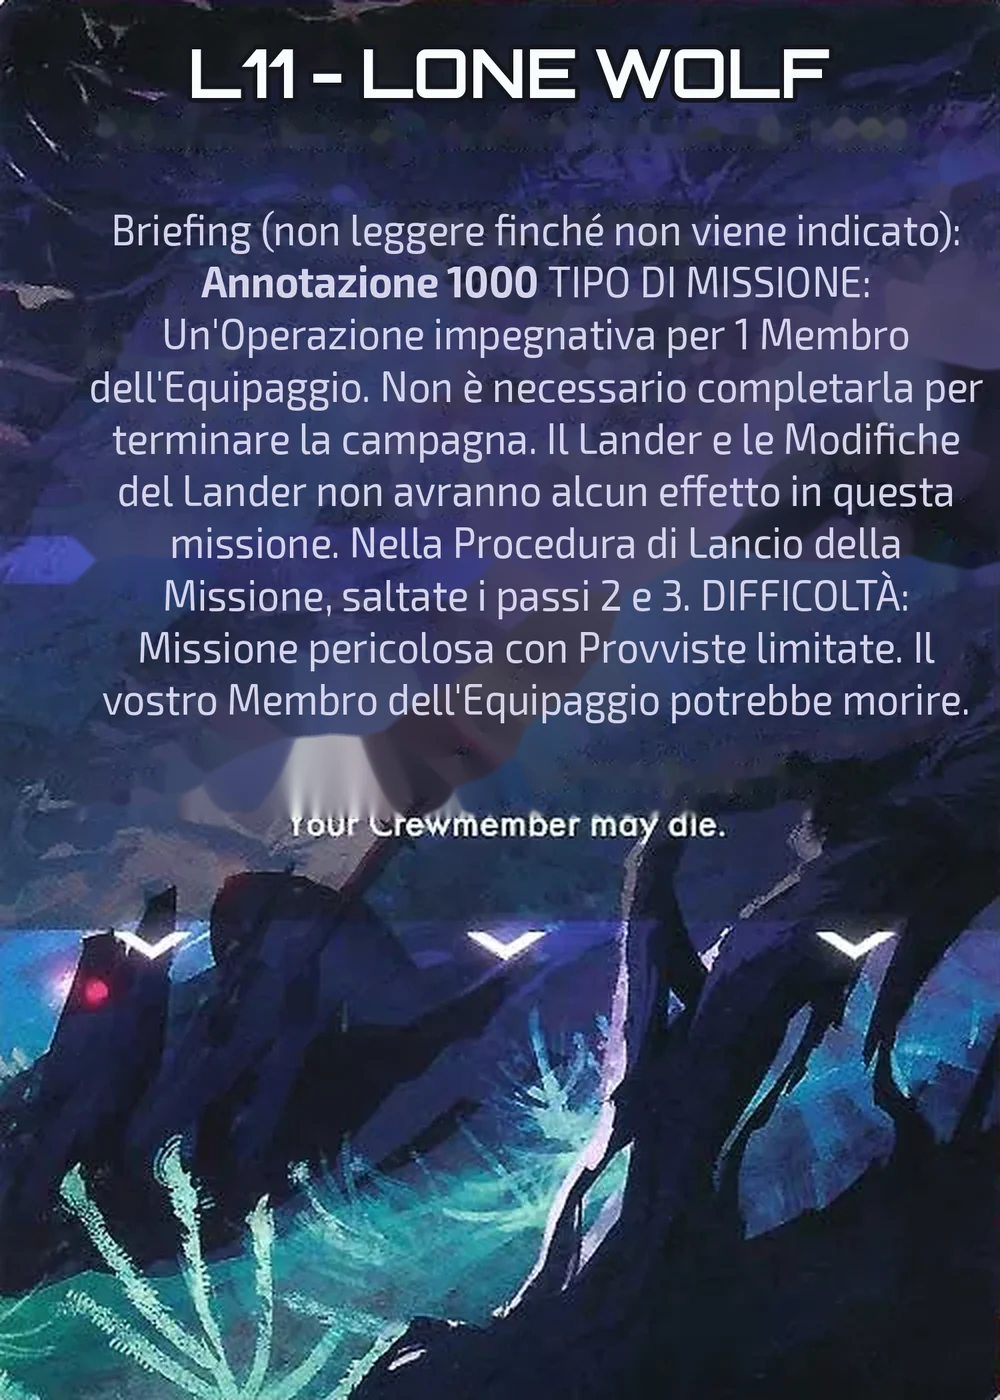 L11 - LONE WOLF
Briefing (non leggere finché non viene indicato):
Annotazione 1000 TIPO DI MISSIONE:
Un'Operazione impegnativa per 1 Membro
dell'Equipaggio. Non è necessario completarla per
terminare la campagna. Il Lander e le Modifiche
del Lander non avranno alcun effetto in questa
missione. Nella Procedura di Lancio della
Missione, saltate i passi 2 e 3. DIFFICOLTÀ:
Missione pericolosa con Provviste limitate. Il
vostro Membro dell'Equipaggio potrebbe morire.
Your Crewmember may die.